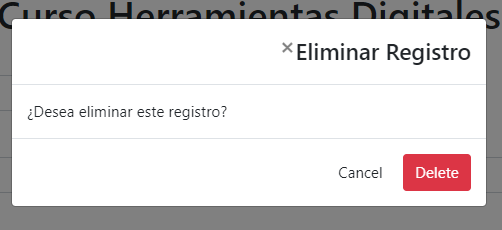 Curso Herramientas Digitales
×Eliminar Registro
¿Desea eliminar este registro?
Cancel Delete